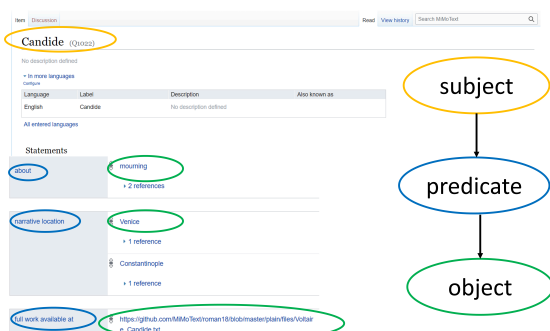 Item Discussion Read View history Search MiMoText
Candide (Q1022)
No description defined
In more languages
Configure
Language Label Description Also known as
English Candide No description defined
All entered languages
Statements
about mourning
2 references
narrative location Venice
1 reference
Constantinople
1 reference
full work available at https://github.com/MiMoText/roman18/blob/master/plain/files/Voltair
e_Candide.txt
subject
predicate
object